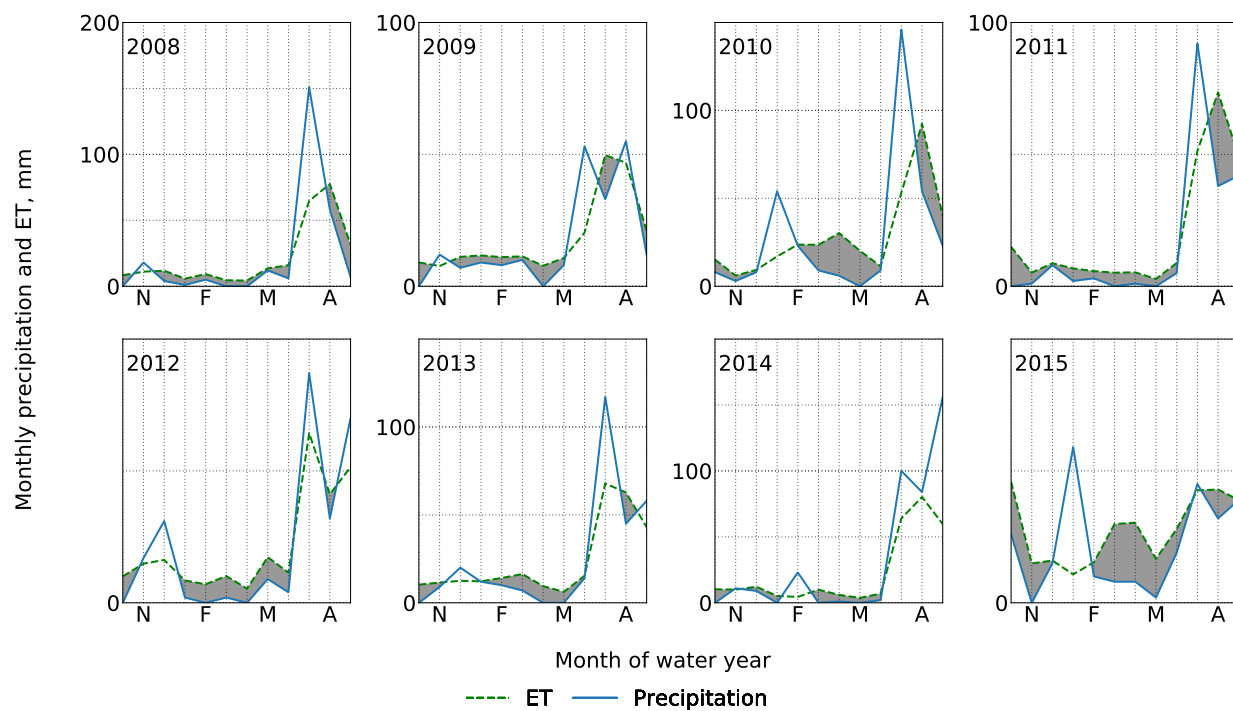 Monthly precipitation and ET, mm
200
100
0
2008
N F M A
100
0
2009
N F M A
100
0
2010
N F M A
100
0
2011
N F M A
2012
0
N F M A
2013
100
0
N F M A
2014
100
0
N F M A
2015
0
N F M A
Month of water year
ET Precipitation